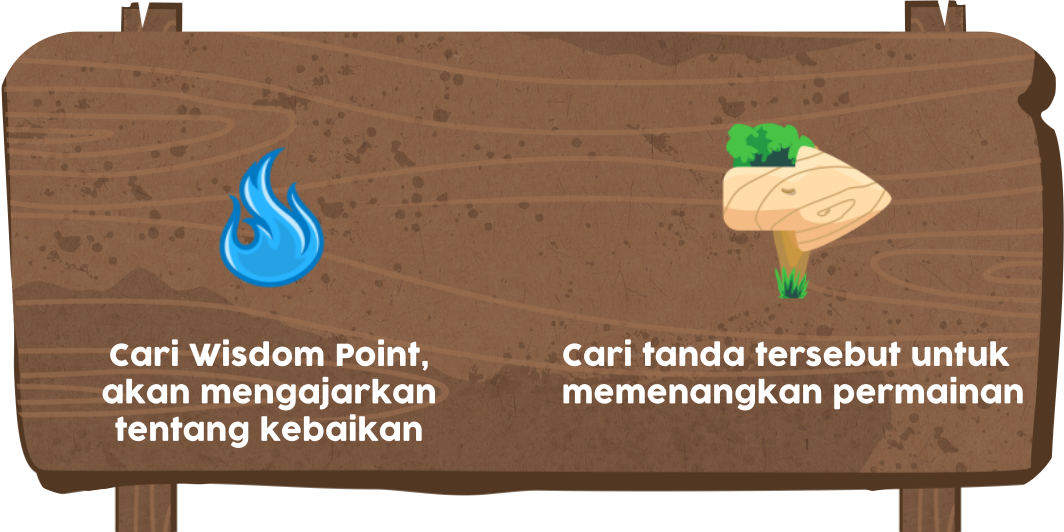 Cari Wisdom Point,
akan mengajarkan
tentang kebaikan
Cari tanda tersebut untuk
memenangkan permainan